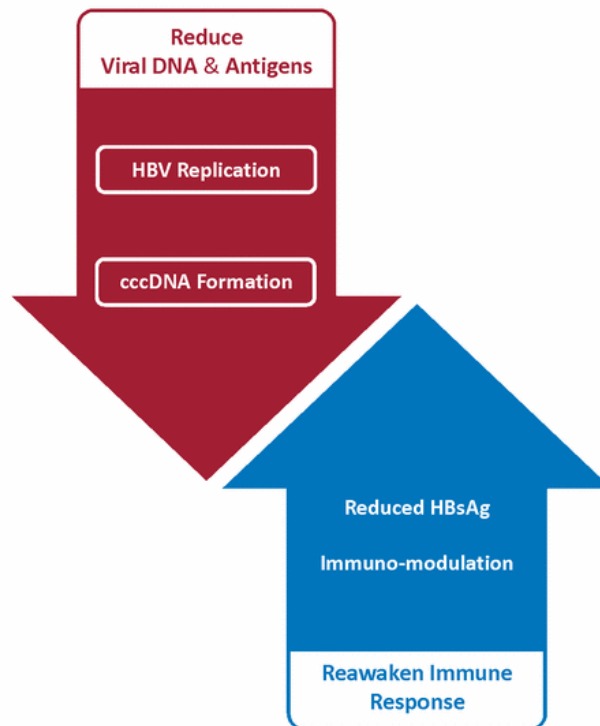 Reduce
Viral DNA & Antigens
HBV Replication
cccDNA Formation
Reduced HBsAg
Immuno-modulation
Reawaken Immune
Response